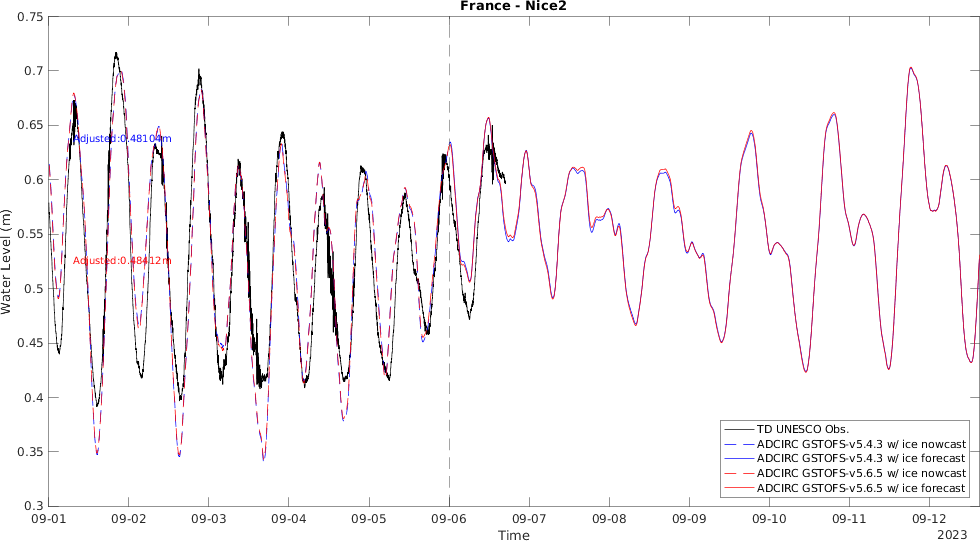 France - Nice2
0.75
0.7
0.65
0.6
0.55
0.5
0.45
0.4
0.35
0.3
Water Level (m)
Adjusted:0.48104m
Adjusted:0.48412m
TD UNESCO Obs.
ADCIRC GSTOFS-v5.4.3 w/ ice nowcast
ADCIRC GSTOFS-v5.4.3 w/ ice forecast
ADCIRC GSTOFS-v5.6.5 w/ ice nowcast
ADCIRC GSTOFS-v5.6.5 w/ ice forecast
09-01 09-02 09-03 09-04 09-05 09-06 09-07 09-08 09-09 09-10 09-11 09-12
Time
2023